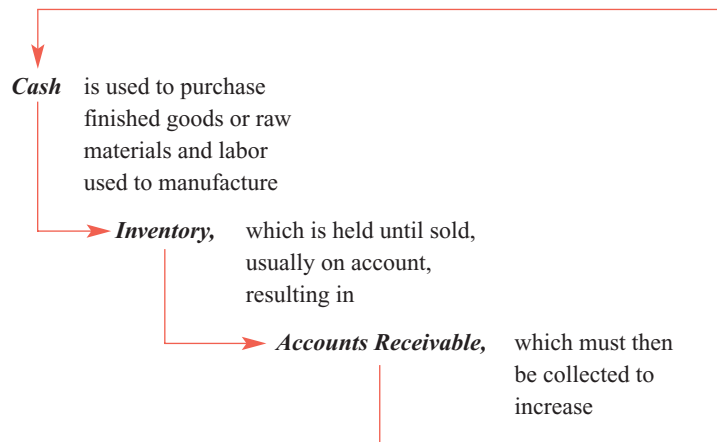 Cash is used to purchase
finished goods or raw
materials and labor
used to manufacture
Inventory, which is held until sold,
usually on account,
resulting in
Accounts Receivable, which must then
be collected to
increase